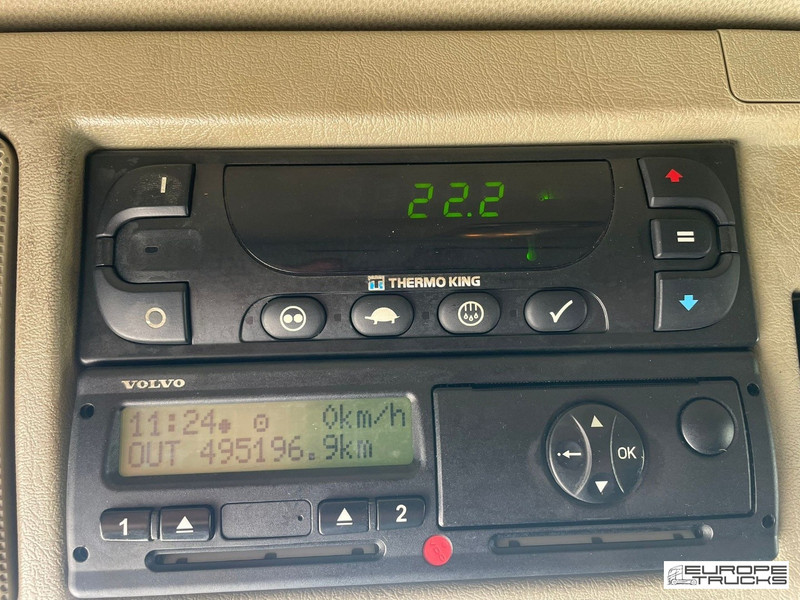 22.2
THERMO KING
VOLVO
11:24 0km/h
OUT 495196.9km
1 2
OK
EUROPE
TRUCKS